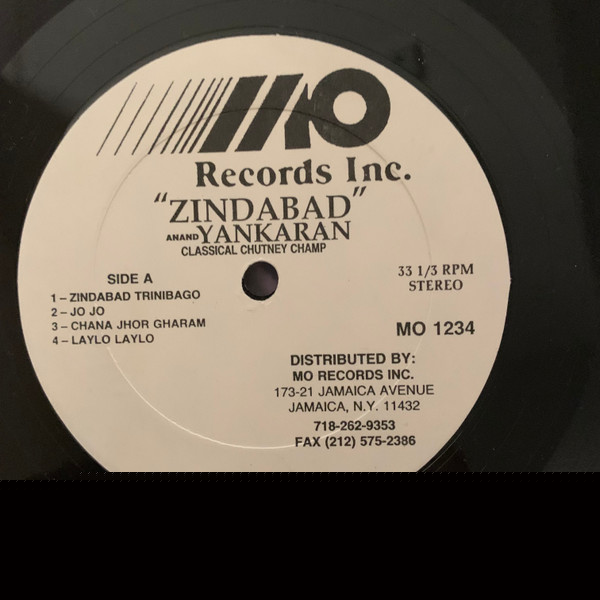 MO
Records Inc.
"ZINDABAD"
ANAND YANKARAN
CLASSICAL CHUTNEY CHAMP
SIDE A
1 – ZINDABAD TRINIBAGO
2 – JO JO
3 – CHANA JHOR GHARAM
4 – LAYLO LAYLO
33 1/3 RPM
STEREO
MO 1234
DISTRIBUTED BY:
MO RECORDS INC.
173-21 JAMAICA AVENUE
JAMAICA, N.Y. 11432
718-262-9353
FAX (212) 575-2386